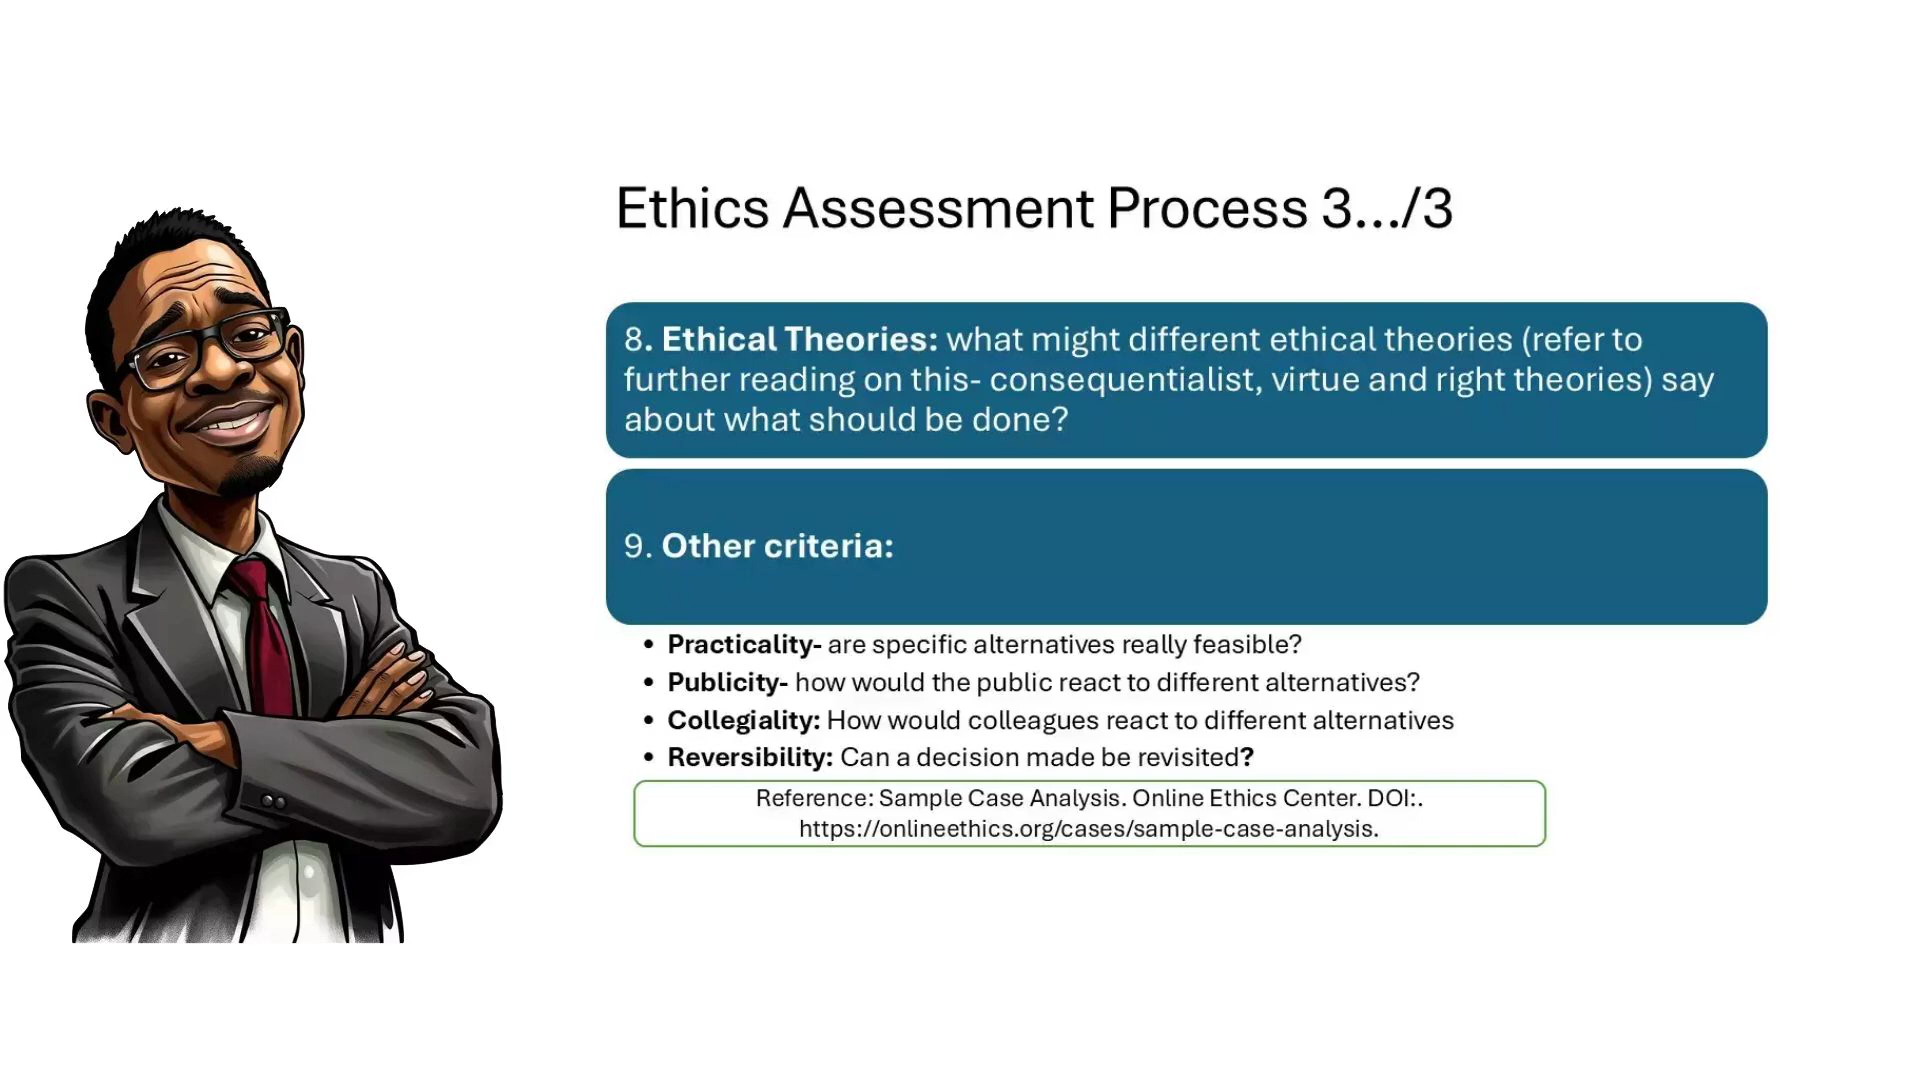 Ethics Assessment Process 3.../3
8. Ethical Theories: what might different ethical theories (refer to
further reading on this- consequentialist, virtue and right theories) say
about what should be done?
9. Other criteria:
• Practicality- are specific alternatives really feasible?
• Publicity- how would the public react to different alternatives?
• Collegiality: How would colleagues react to different alternatives
• Reversibility: Can a decision made be revisited?
Reference: Sample Case Analysis. Online Ethics Center. DOI:.
https://onlineethics.org/cases/sample-case-analysis.